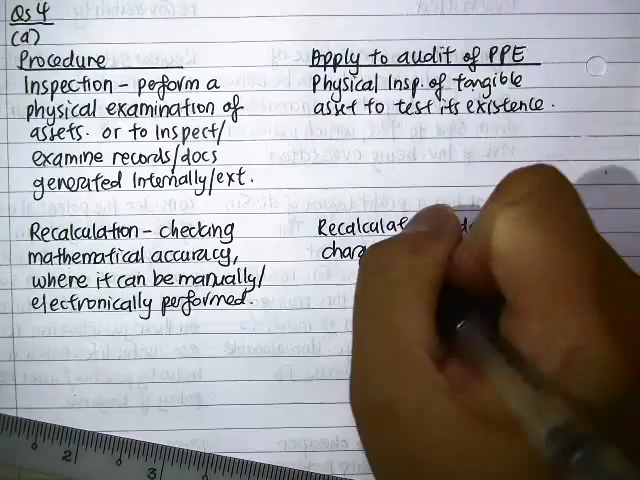 Qs 4
(a)
Procedure
Apply to audit of PPE
Inspection - perform a
physical examination of
assets. or to inspect/
examine records/docs
generated internally/ext.
Physical Insp. of tangible
asset to test its existence.
Recalculation - checking
mathematical accuracy,
where it can be manually/
electronically performed.
2
3